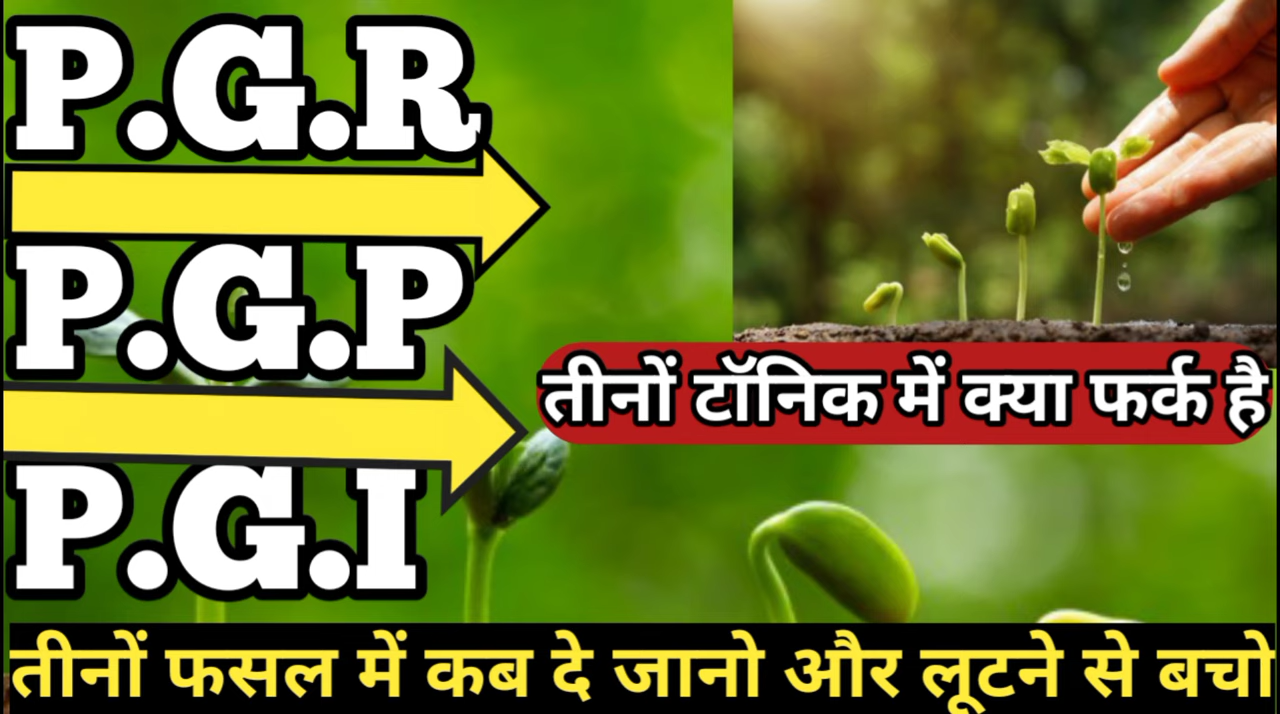 P.G.R
P.G.P
तीनों टॉनिक में क्या फर्क है
P.G.I
तीनों फसल में कब दे जानो और लूटने से बचो